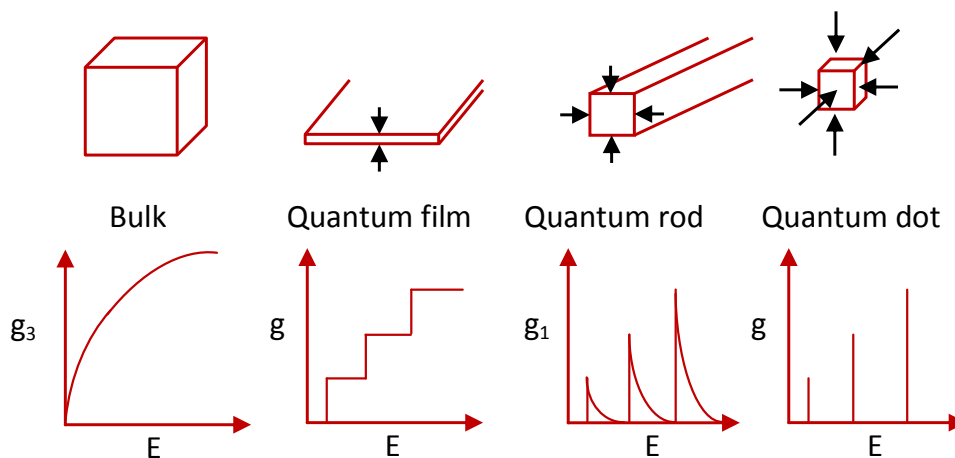 Bulk
Quantum film
Quantum rod
Quantum dot
g₃
E
g
E
g₁
E
g
E